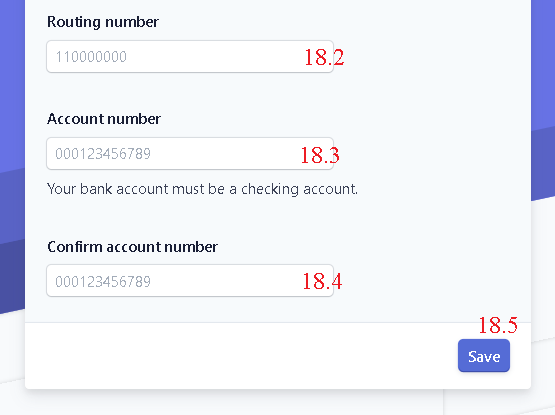 Routing number
110000000 18.2
Account number
000123456789 18.3
Your bank account must be a checking account.
Confirm account number
000123456789 18.4
18.5
Save